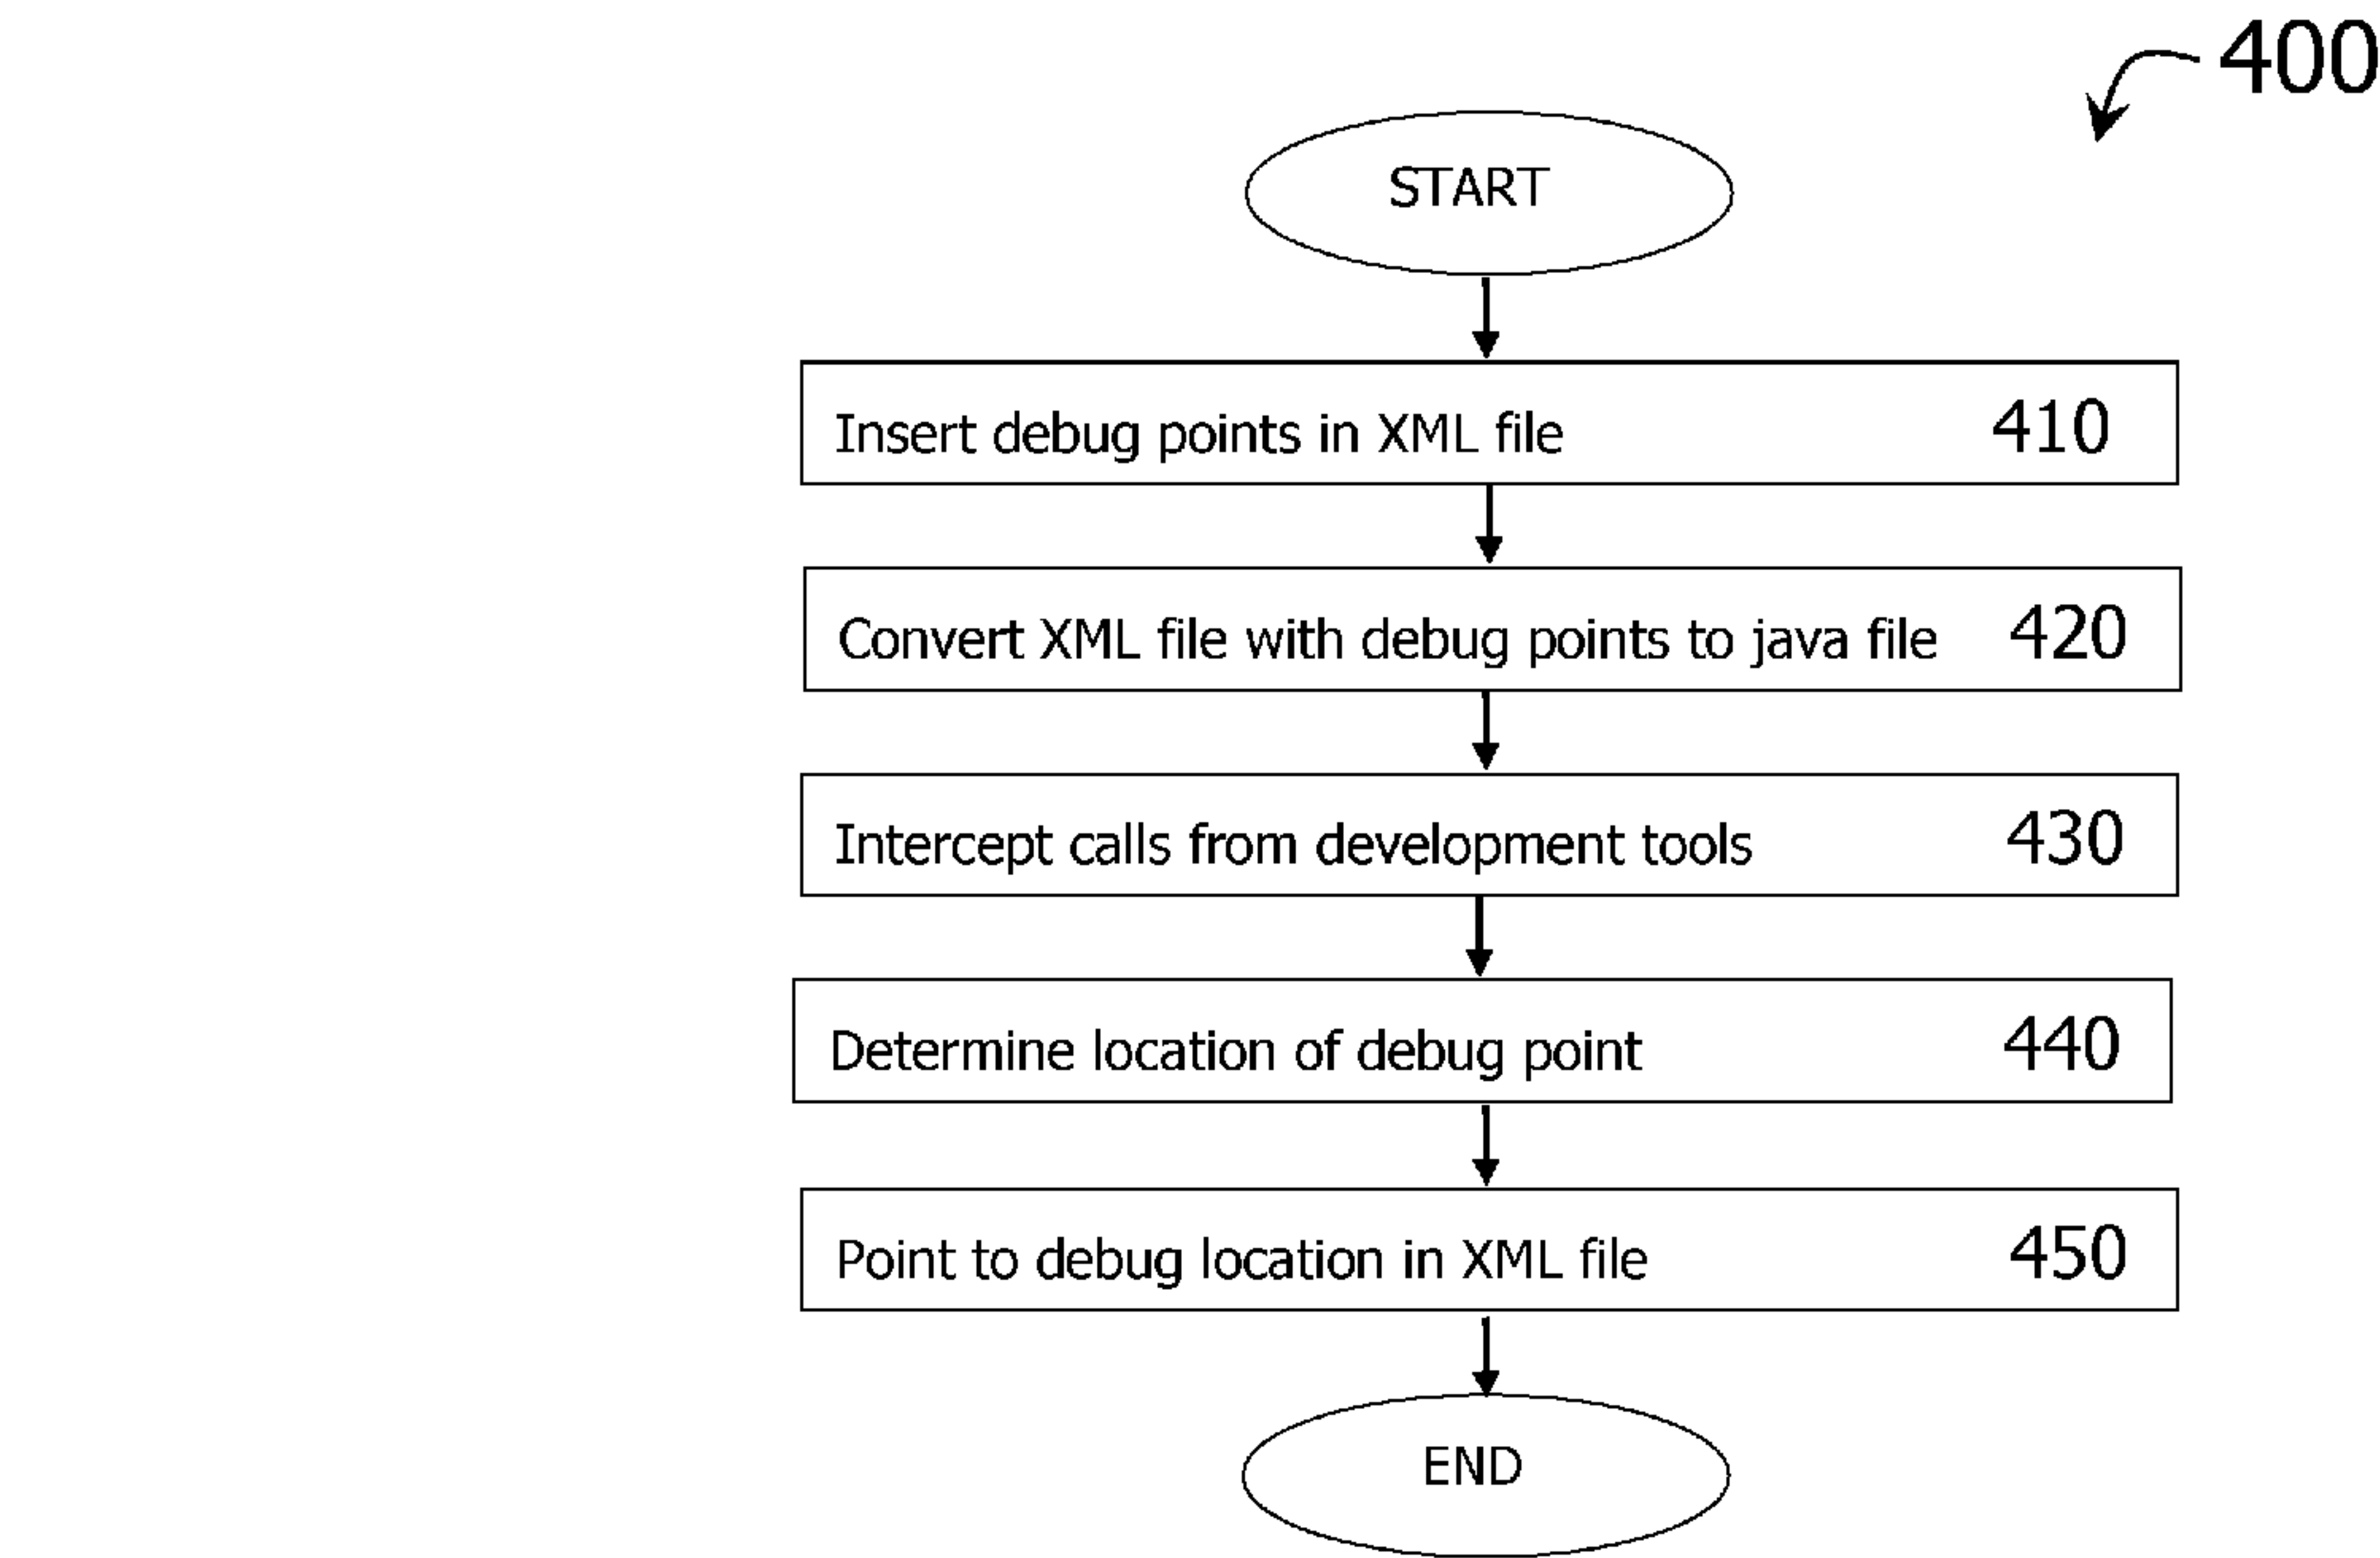 400
START
Insert debug points in XML file 410
Convert XML file with debug points to java file 420
Intercept calls from development tools 430
Determine location of debug point 440
Point to debug location in XML file 450
END